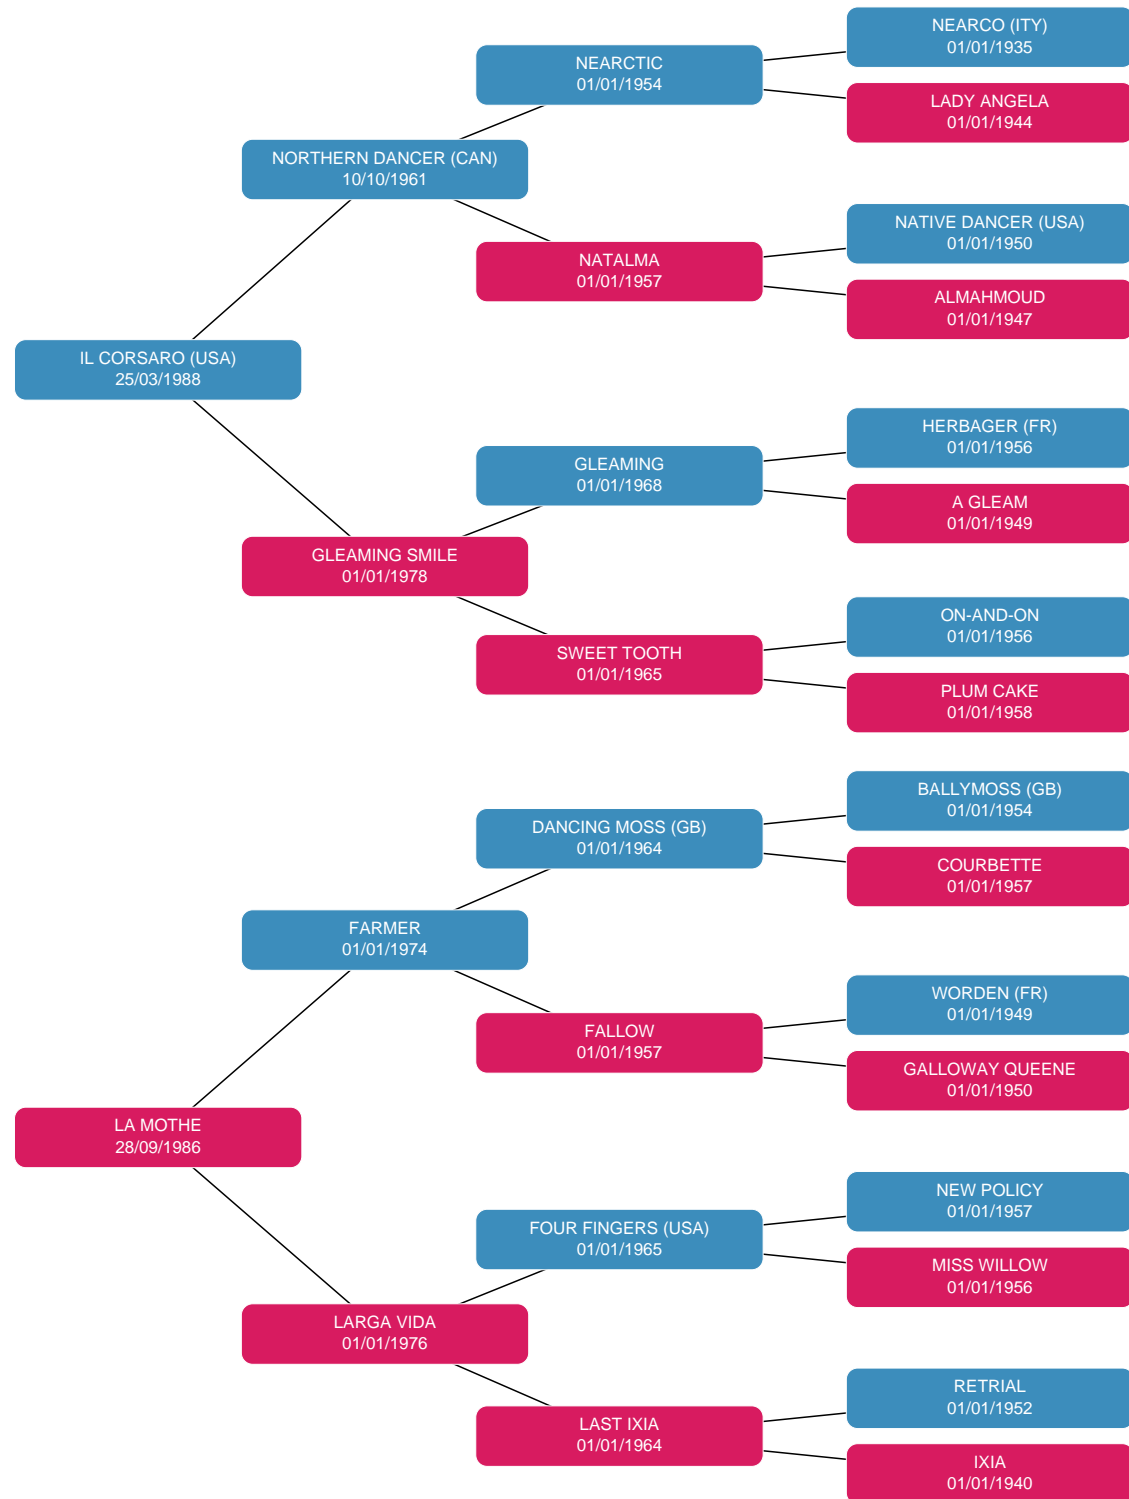 NEARCO (ITY)
01/01/1935
NEARCTIC
01/01/1954
LADY ANGELA
01/01/1944
NORTHERN DANCER (CAN)
10/10/1961
NATIVE DANCER (USA)
01/01/1950
NATALMA
01/01/1957
ALMAHMOUD
01/01/1947
IL CORSARO (USA)
25/03/1988
HERBAGER (FR)
01/01/1956
GLEAMING
01/01/1968
A GLEAM
01/01/1949
GLEAMING SMILE
01/01/1978
ON-AND-ON
01/01/1956
SWEET TOOTH
01/01/1965
PLUM CAKE
01/01/1958
BALLYMOSS (GB)
01/01/1954
DANCING MOSS (GB)
01/01/1964
COURBETTE
01/01/1957
FARMER
01/01/1974
WORDEN (FR)
01/01/1949
FALLOW
01/01/1957
GALLOWAY QUEENE
01/01/1950
LA MOTHE
28/09/1986
NEW POLICY
01/01/1957
FOUR FINGERS (USA)
01/01/1965
MISS WILLOW
01/01/1956
LARGA VIDA
01/01/1976
RETRIAL
01/01/1952
LAST IXIA
01/01/1964
IXIA
01/01/1940